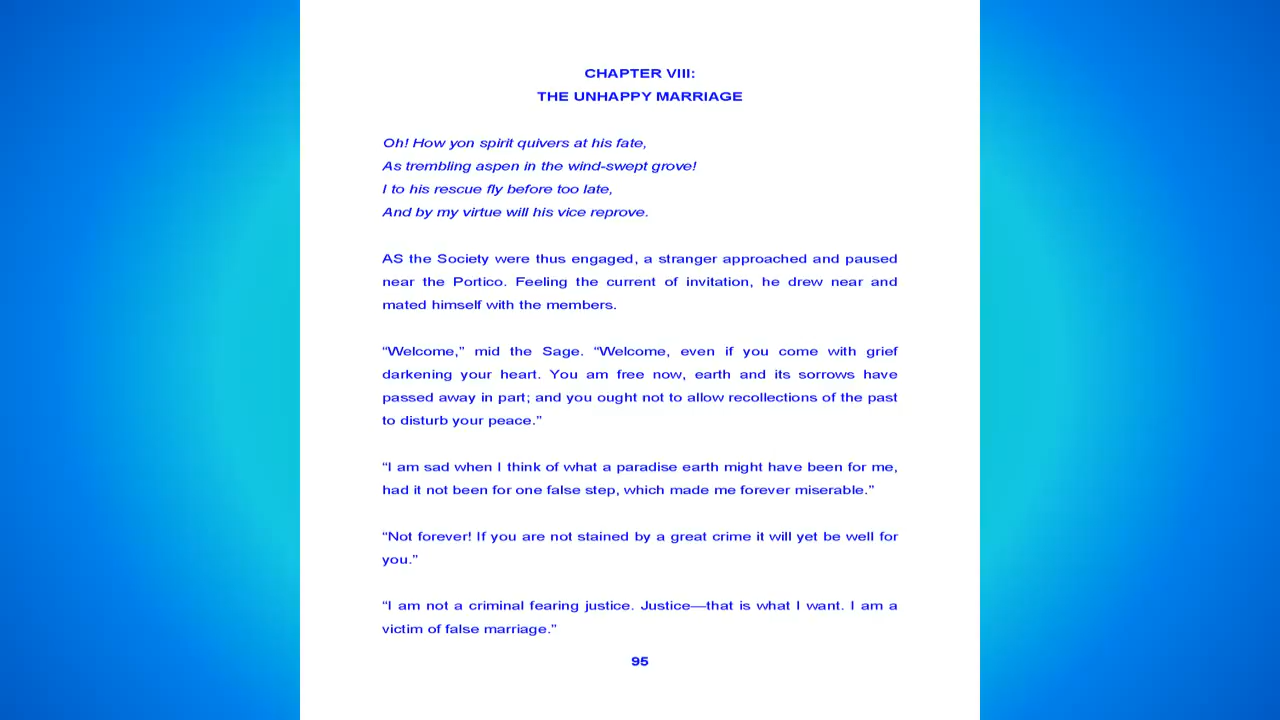 CHAPTER VIII:
THE UNHAPPY MARRIAGE
Oh! How yon spirit quivers at his fate,
As trembling aspen in the wind-swept grove!
I to his rescue fly before too late,
And by my virtue will his vice reprove.
AS the Society were thus engaged, a stranger approached and paused
near the Portico. Feeling the current of invitation, he drew near and
mated himself with the members.
“Welcome,” mid the Sage. “Welcome, even if you come with grief
darkening your heart. You am free now, earth and its sorrows have
passed away in part; and you ought not to allow recollections of the past
to disturb your peace.”
“I am sad when I think of what a paradise earth might have been for me,
had it not been for one false step, which made me forever miserable.”
“Not forever! If you are not stained by a great crime it will yet be well for
you.”
“I am not a criminal fearing justice. Justice—that is what I want. I am a
victim of false marriage.”
95